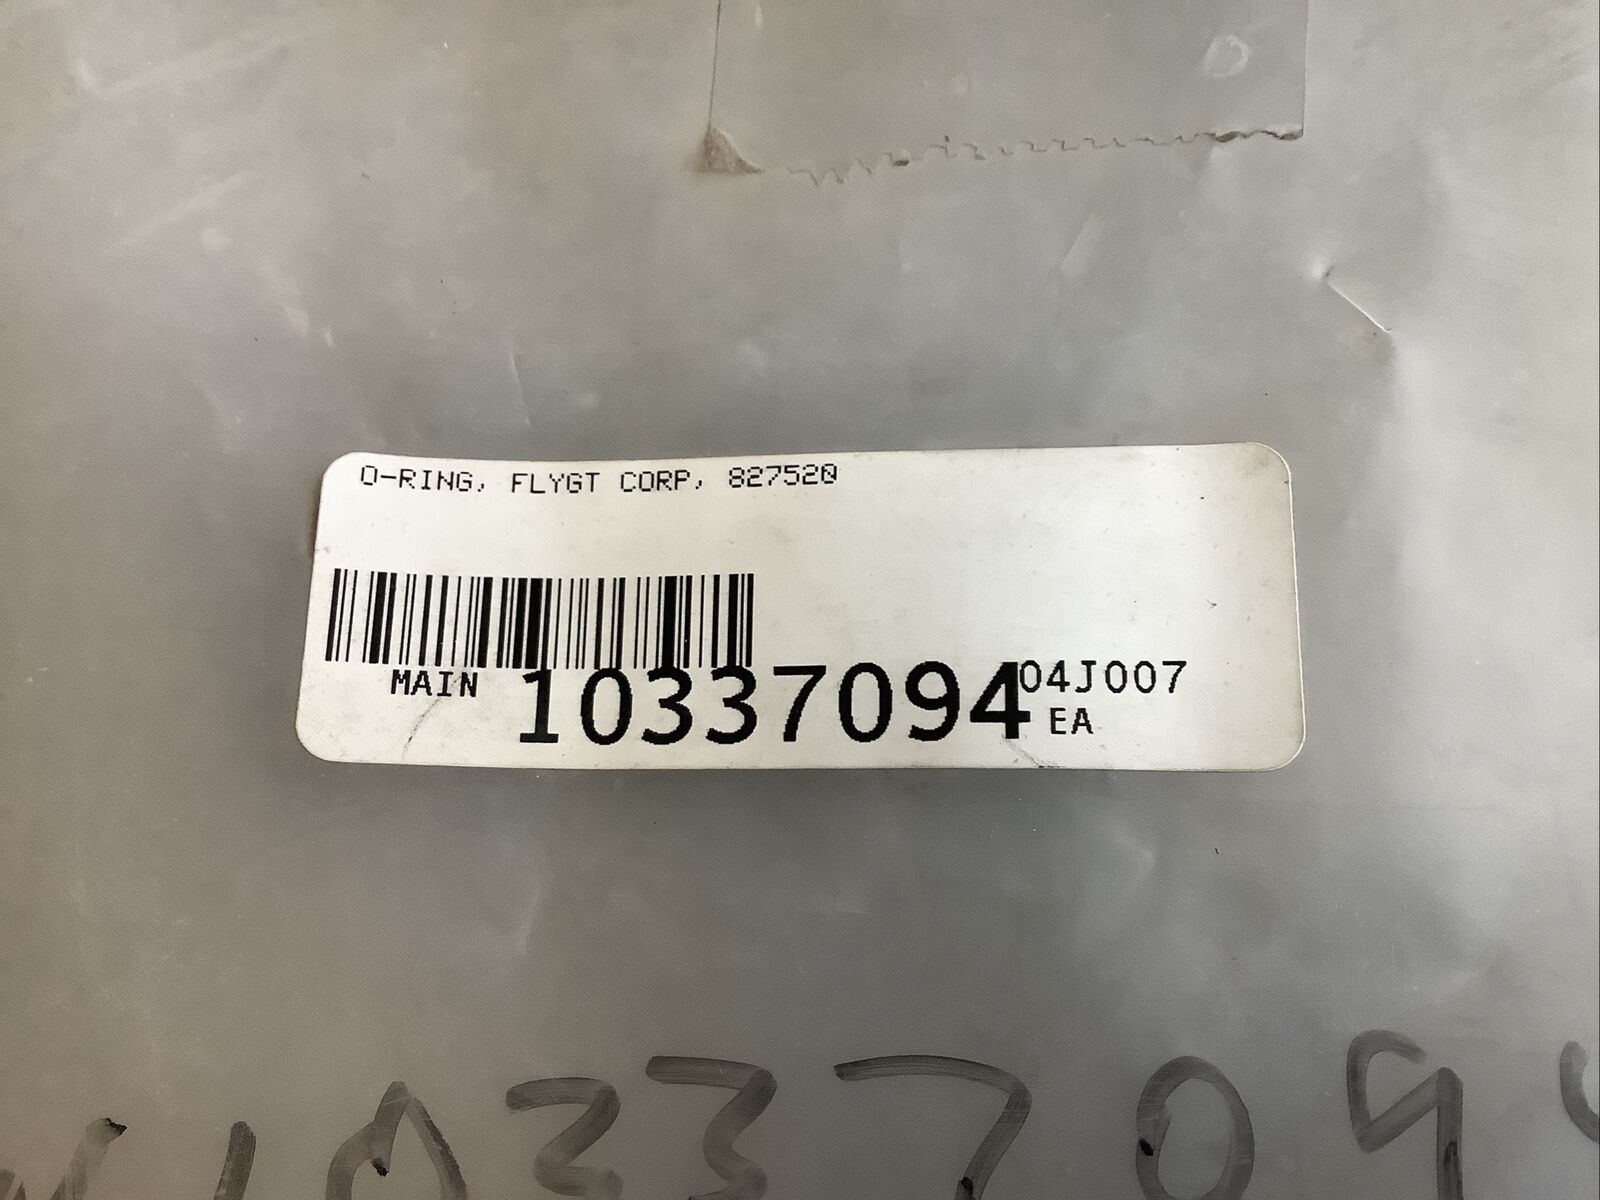 O-RING, FLYGT CORP, 827520
MAIN 10337094 04J007
EA
10337094